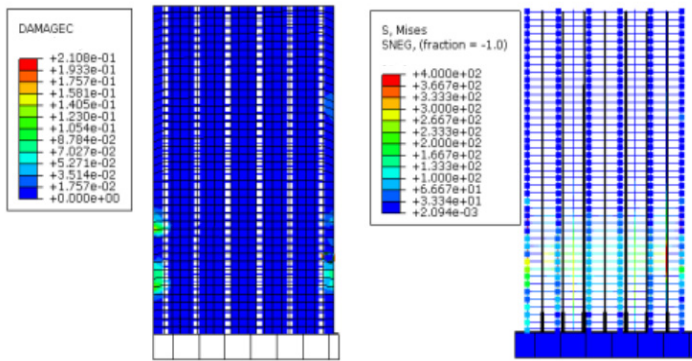 DAMAGEC
+2.108e-01
+1.933e-01
+1.757e-01
+1.581e-01
+1.405e-01
+1.230e-01
+1.054e-01
+8.784e-02
+7.027e-02
+5.271e-02
+3.514e-02
+1.757e-02
+0.000e+00
S, Mises
SNEG, (fraction = -1.0)
+4.000e+02
+3.667e+02
+3.333e+02
+3.000e+02
+2.667e+02
+2.333e+02
+2.000e+02
+1.667e+02
+1.333e+02
+1.000e+02
+6.667e+01
+3.334e+01
+2.094e-03